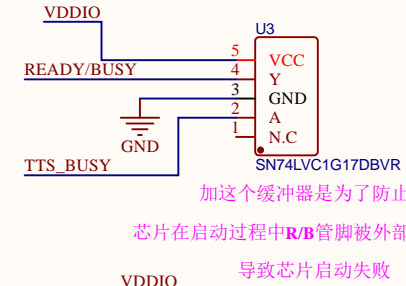 VDDIO
U3
5 VCC
READY/BUSY 4 Y
3 GND
2 A
1 N.C
GND
TTS_BUSY
SN74LVC1G17DBVR
加这个缓冲器是为了防止
芯片在启动过程中R/B管脚被外部
导致芯片启动失败
VDDIO